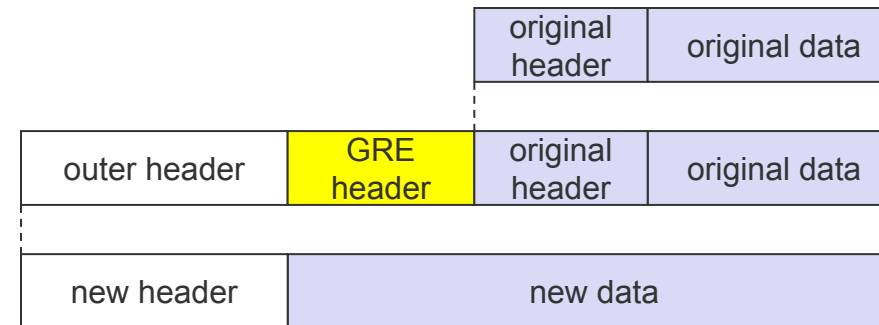 original
header
original data
outer header
GRE
header
original
header
original data
new header
new data